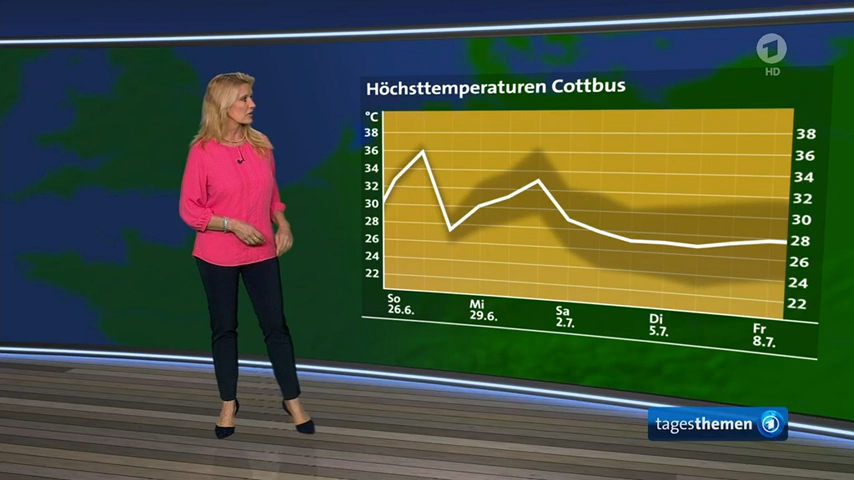 1
HD
Höchsttemperaturen Cottbus
°C
38
36
34
32
30
28
26
24
22
38
36
34
32
30
28
26
24
22
So
26.6.
Mi
29.6.
Sa
2.7.
Di
5.7.
Fr
8.7.
tagesthemen 1